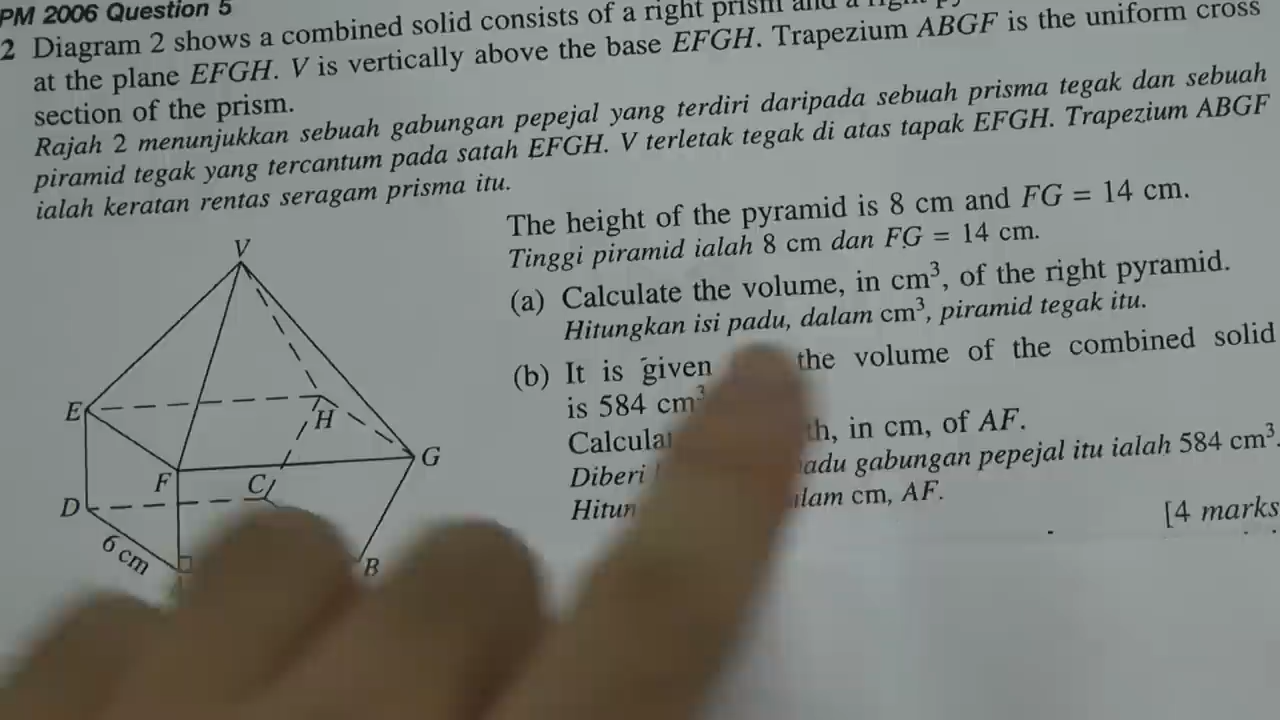 PM 2006 Question 5
2 Diagram 2 shows a combined solid consists of a right prism and a
at the plane EFGH. V is vertically above the base EFGH. Trapezium ABGF is the uniform cross
section of the prism.
Rajah 2 menunjukkan sebuah gabungan pepejal yang terdiri daripada sebuah prisma tegak dan sebuah
piramid tegak yang tercantum pada satah EFGH. V terletak tegak di atas tapak EFGH. Trapezium ABGF
ialah keratan rentas seragam prisma itu.
The height of the pyramid is 8 cm and FG = 14 cm.
Tinggi piramid ialah 8 cm dan FG = 14 cm.
(a) Calculate the volume, in cm³, of the right pyramid.
Hitungkan isi padu, dalam cm³, piramid tegak itu.
(b) It is given the volume of the combined solid
is 584 cm³
Calcula th, in cm, of AF.
Diberi adu gabungan pepejal itu ialah 584 cm³.
Hitun alam cm, AF.
[4 marks
V
E
H
G
F
C
D
6 cm
B